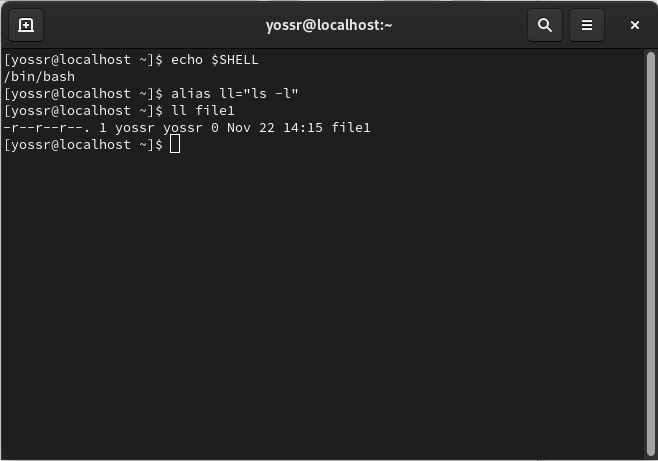 yossr@localhost:~
[yossr@localhost ~]$ echo $SHELL
/bin/bash
[yossr@localhost ~]$ alias ll="ls -l"
[yossr@localhost ~]$ ll file1
-r--r--r--. 1 yossr yossr 0 Nov 22 14:15 file1
[yossr@localhost ~]$